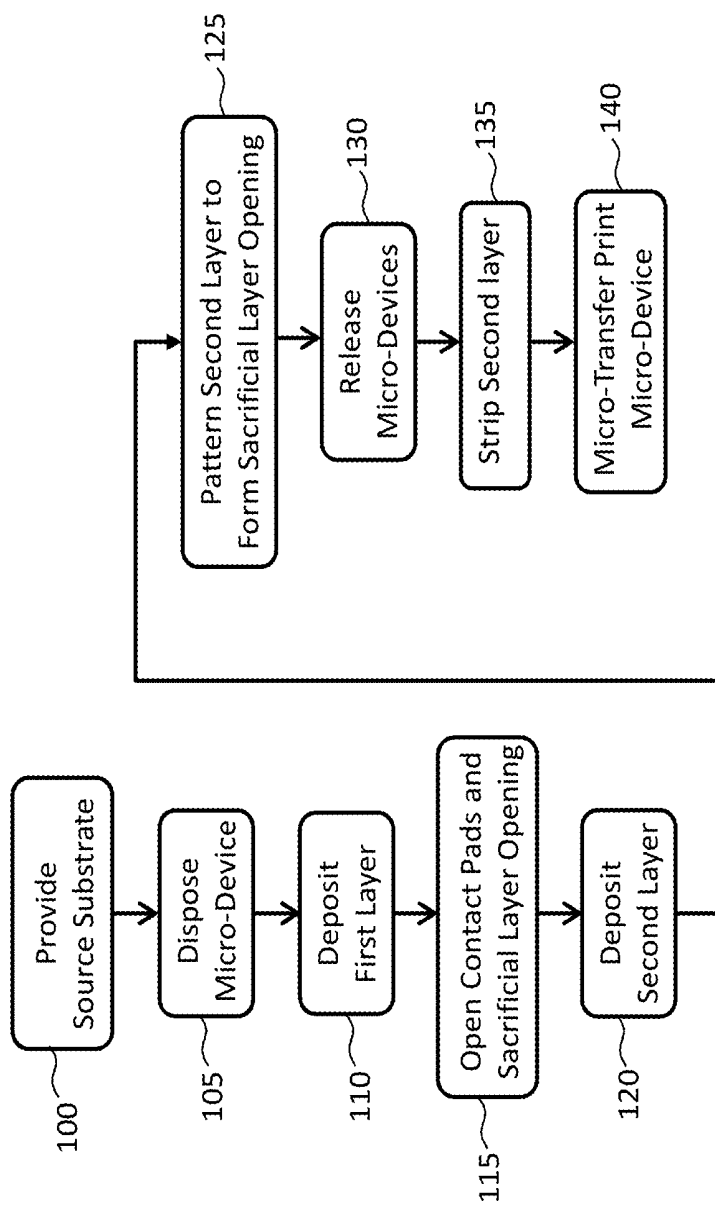 100
Provide
Source Substrate
105
Dispose
Micro-Device
110
Deposit
First Layer
115
Open Contact Pads and
Sacrificial Layer Opening
120
Deposit
Second Layer
125
Pattern Second Layer to
Form Sacrificial Layer Opening
130
Release
Micro-Devices
135
Strip Second layer
140
Micro-Transfer Print
Micro-Device